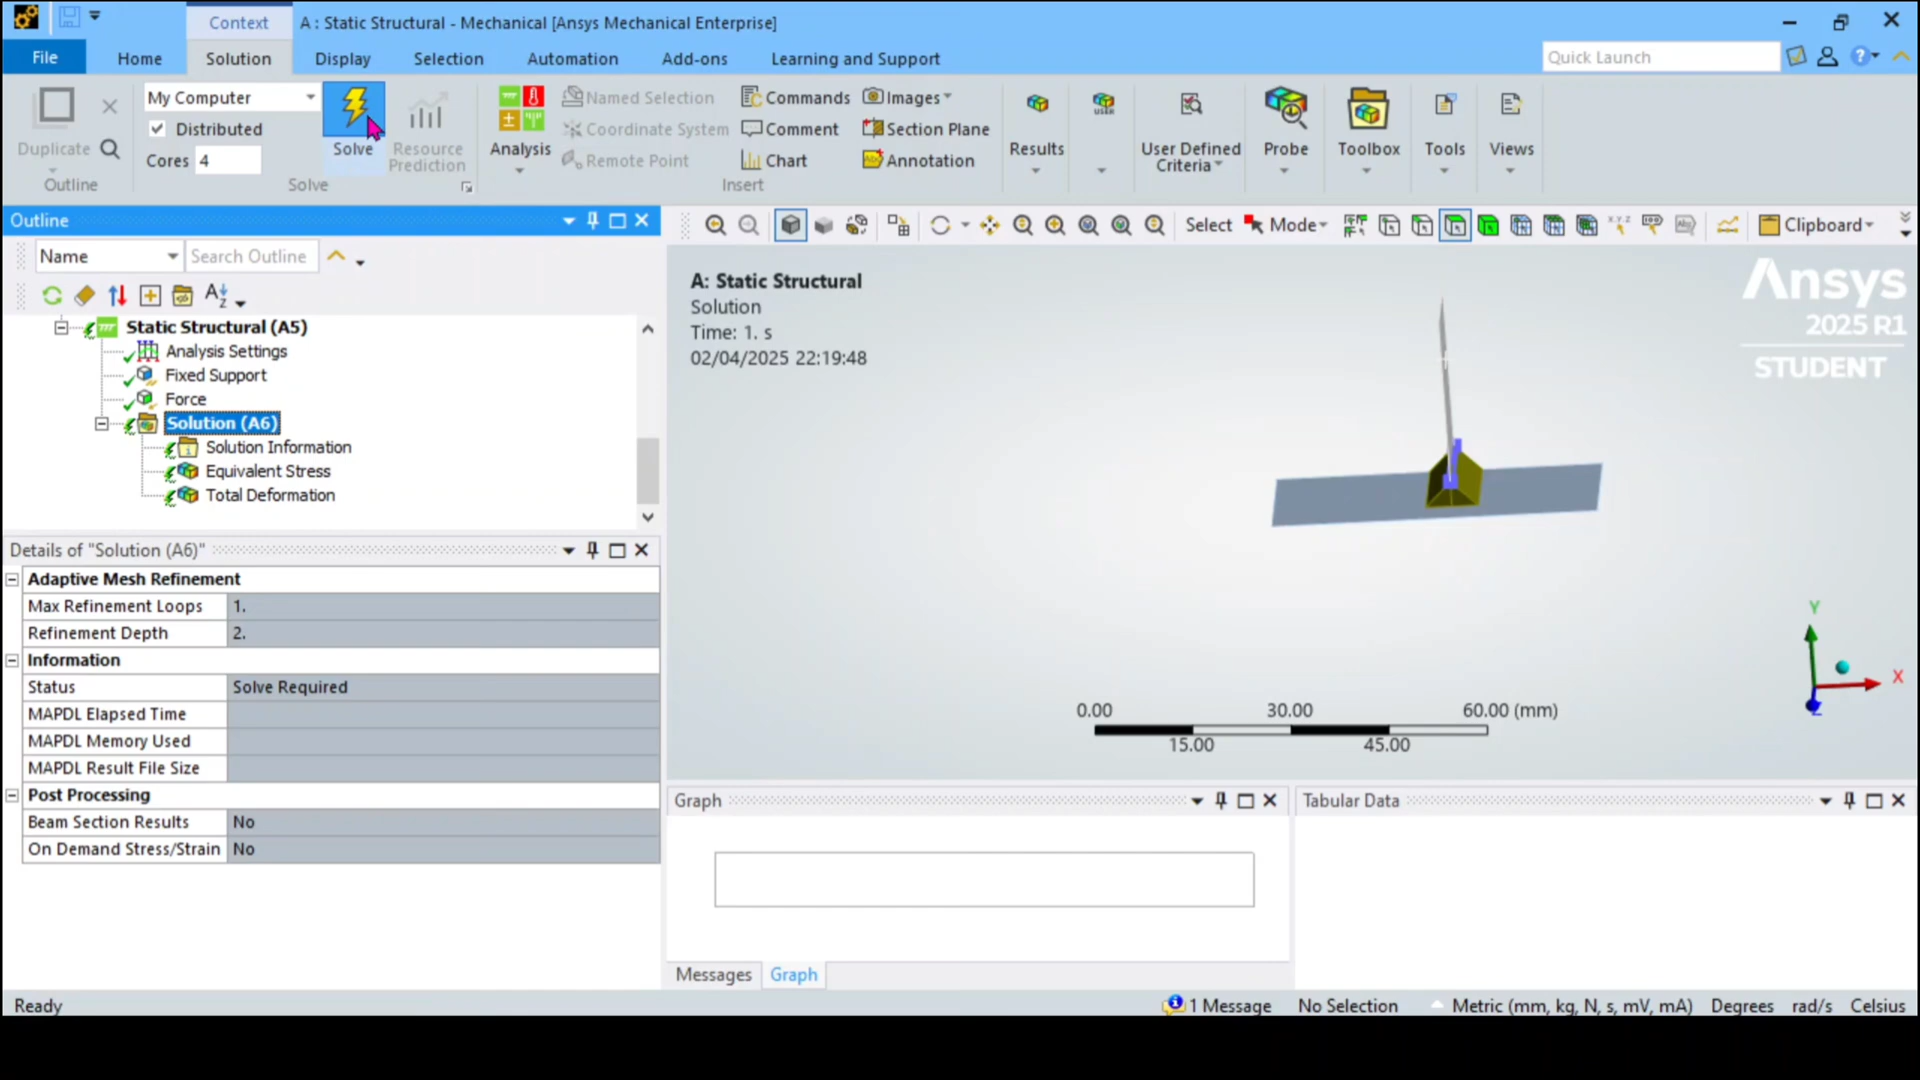 Context
A : Static Structural - Mechanical [Ansys Mechanical Enterprise]
File
Home
Solution
Display
Selection
Automation
Add-ons
Learning and Support
Quick Launch
Duplicate
Outline
My Computer
Distributed
Cores 4
Solve
Resource
Prediction
Solve
Analysis
Named Selection
Coordinate System
Remote Point
Commands
Comment
Chart
Images
Section Plane
Annotation
Insert
Results
USER
User Defined
Criteria
Probe
Toolbox
Tools
Views
Outline
Name
Search Outline
Static Structural (A5)
Analysis Settings
Fixed Support
Force
Solution (A6)
Solution Information
Equivalent Stress
Total Deformation
Details of "Solution (A6)"
Adaptive Mesh Refinement
Max Refinement Loops 1.
Refinement Depth 2.
Information
Status Solve Required
MAPDL Elapsed Time
MAPDL Memory Used
MAPDL Result File Size
Post Processing
Beam Section Results No
On Demand Stress/Strain No
Select Mode
Clipboard
A: Static Structural
Solution
Time: 1. s
02/04/2025 22:19:48
Ansys
2025 R1
STUDENT
Y
X
Z
0.00 30.00 60.00 (mm)
15.00 45.00
Graph
Messages
Graph
Tabular Data
Ready
1 Message
No Selection
Metric (mm, kg, N, s, mV, mA)
Degrees
rad/s
Celsius